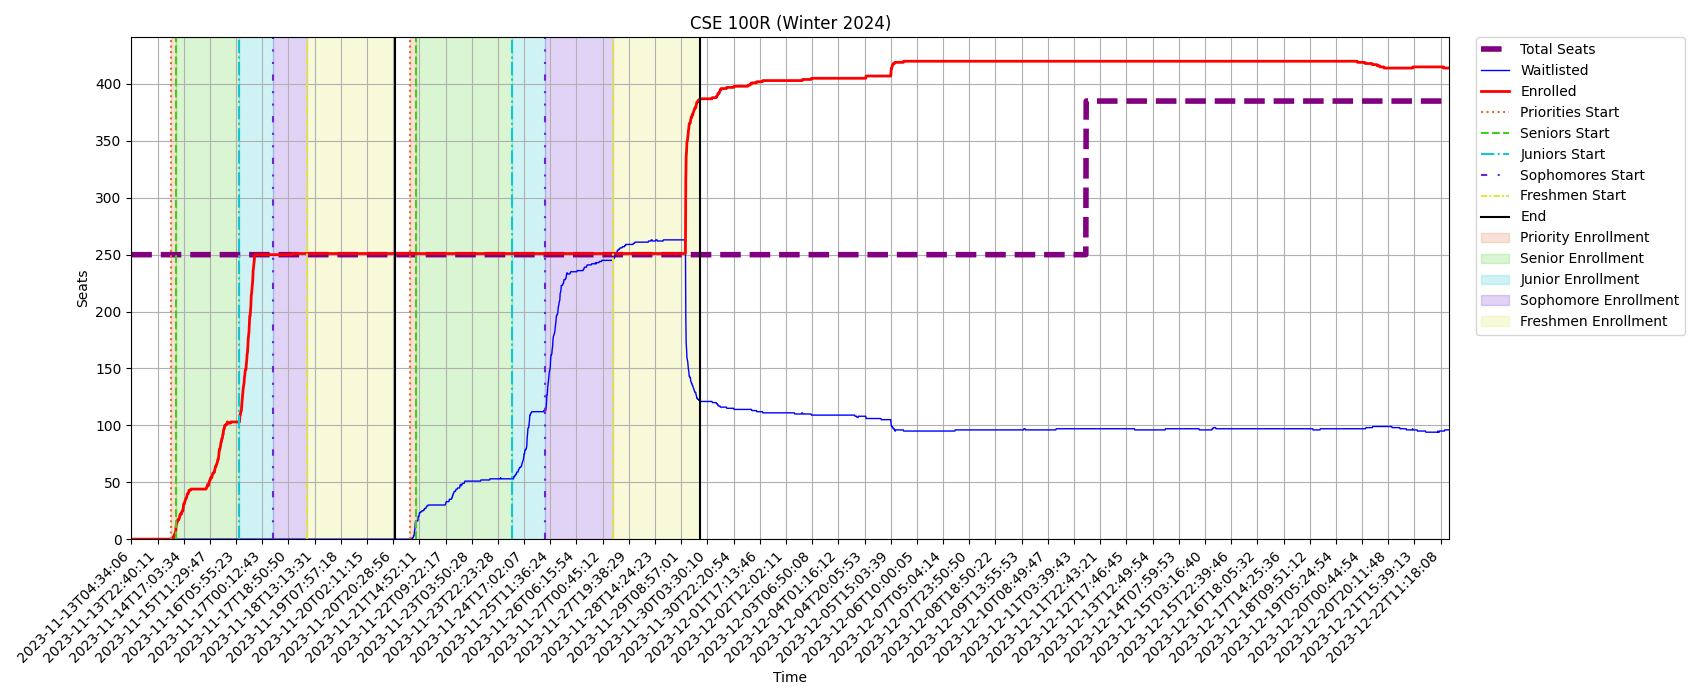 CSE 100R (Winter 2024)
Seats
400
350
300
250
200
150
100
50
0
2023-11-13T04:34:06
2023-11-13T22:40:11
2023-11-14T17:03:34
2023-11-15T11:29:47
2023-11-16T05:55:23
2023-11-17T00:12:43
2023-11-17T18:50:50
2023-11-18T13:13:31
2023-11-19T07:57:18
2023-11-20T02:11:15
2023-11-20T20:28:56
2023-11-21T14:52:11
2023-11-22T09:22:17
2023-11-23T03:50:28
2023-11-23T22:23:28
2023-11-24T17:02:07
2023-11-25T11:36:24
2023-11-26T06:15:54
2023-11-27T00:45:12
2023-11-27T19:38:29
2023-11-28T14:24:23
2023-11-29T08:57:01
2023-11-30T03:30:10
2023-11-30T22:20:54
2023-12-01T17:13:46
2023-12-02T12:02:11
2023-12-03T06:50:08
2023-12-04T01:16:12
2023-12-04T20:05:53
2023-12-05T15:03:39
2023-12-06T10:00:05
2023-12-07T05:04:14
2023-12-07T23:50:50
2023-12-08T18:50:22
2023-12-09T13:55:53
2023-12-10T08:49:47
2023-12-11T03:39:43
2023-12-11T22:43:21
2023-12-12T17:46:45
2023-12-13T12:49:54
2023-12-14T07:59:53
2023-12-15T03:16:40
2023-12-15T22:39:46
2023-12-16T18:05:32
2023-12-17T14:25:36
2023-12-18T09:51:12
2023-12-19T05:24:54
2023-12-20T00:44:54
2023-12-20T20:11:48
2023-12-21T15:39:13
2023-12-22T11:18:08
Time
Total Seats
Waitlisted
Enrolled
Priorities Start
Seniors Start
Juniors Start
Sophomores Start
Freshmen Start
End
Priority Enrollment
Senior Enrollment
Junior Enrollment
Sophomore Enrollment
Freshmen Enrollment